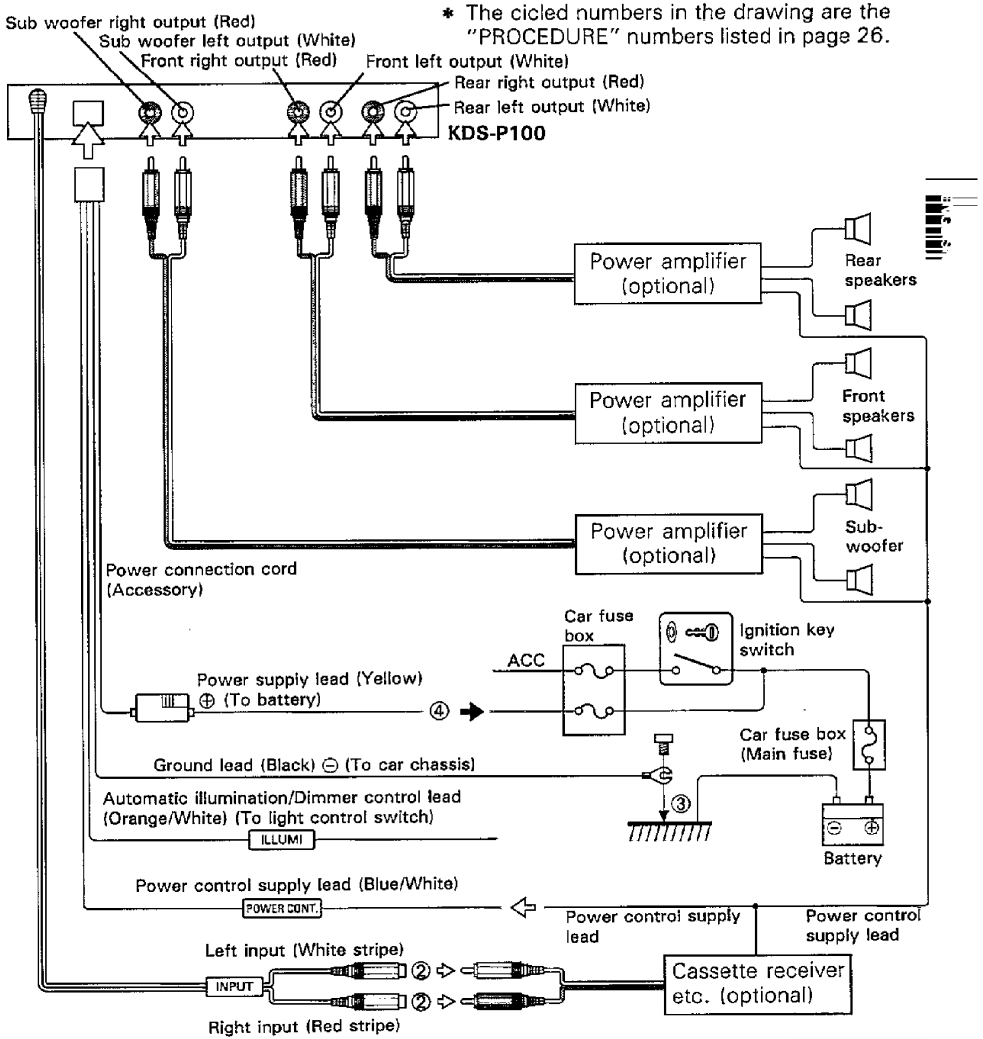 * The cicled numbers in the drawing are the
"PROCEDURE" numbers listed in page 26.
Sub woofer right output (Red)
Sub woofer left output (White)
Front right output (Red)
Front left output (White)
Rear right output (Red)
Rear left output (White)
KDS-P100
Power amplifier
(optional)
Rear
speakers
Power amplifier
(optional)
Front
speakers
Power amplifier
(optional)
Sub-
woofer
Power connection cord
(Accessory)
Car fuse
box
Ignition key
switch
ACC
Power supply lead (Yellow)
⊕ (To battery)
④
Car fuse box
(Main fuse)
Ground lead (Black) ⊖ (To car chassis)
③
Automatic illumination/Dimmer control lead
(Orange/White) (To light control switch)
ILLUMI
⊖ ⊕
Battery
Power control supply lead (Blue/White)
POWER CONT.
Power control supply
lead
Power control
supply lead
Left input (White stripe)
②
INPUT
②
Right input (Red stripe)
Cassette receiver
etc. (optional)